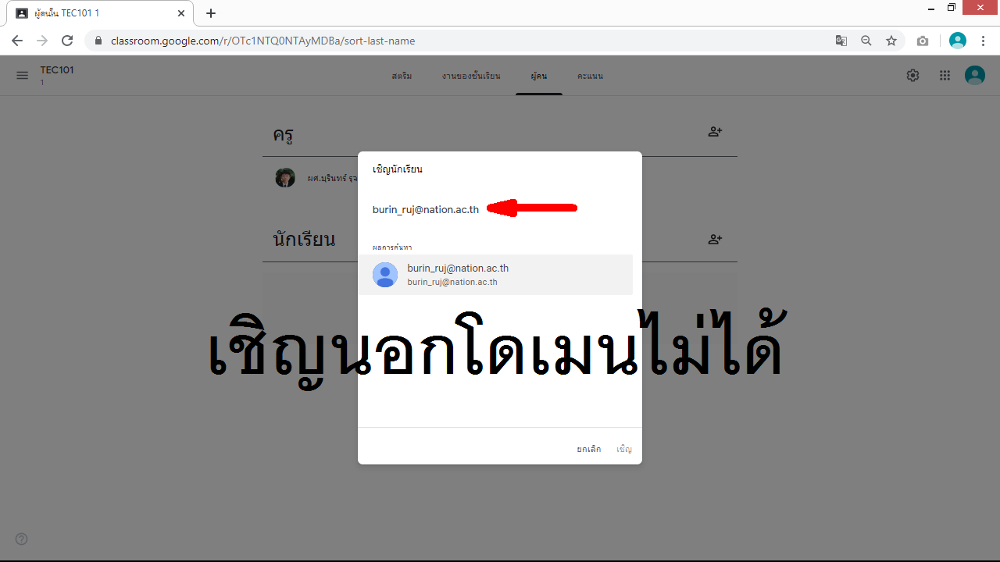 ผู้คนใน TEC101 1
classroom.google.com/r/OTc1NTQ0NTAyMDBa/sort-last-name
TEC101
1
สตรีม งานของชั้นเรียน ผู้คน คะแนน
ครู
ผศ.บุรินทร์ รุจ
เชิญนักเรียน
burin_ruj@nation.ac.th
นักเรียน
ผลการค้นหา
burin_ruj@nation.ac.th
burin_ruj@nation.ac.th
เชิญนอกโดเมนไม่ได้
ยกเลิก เชิญ